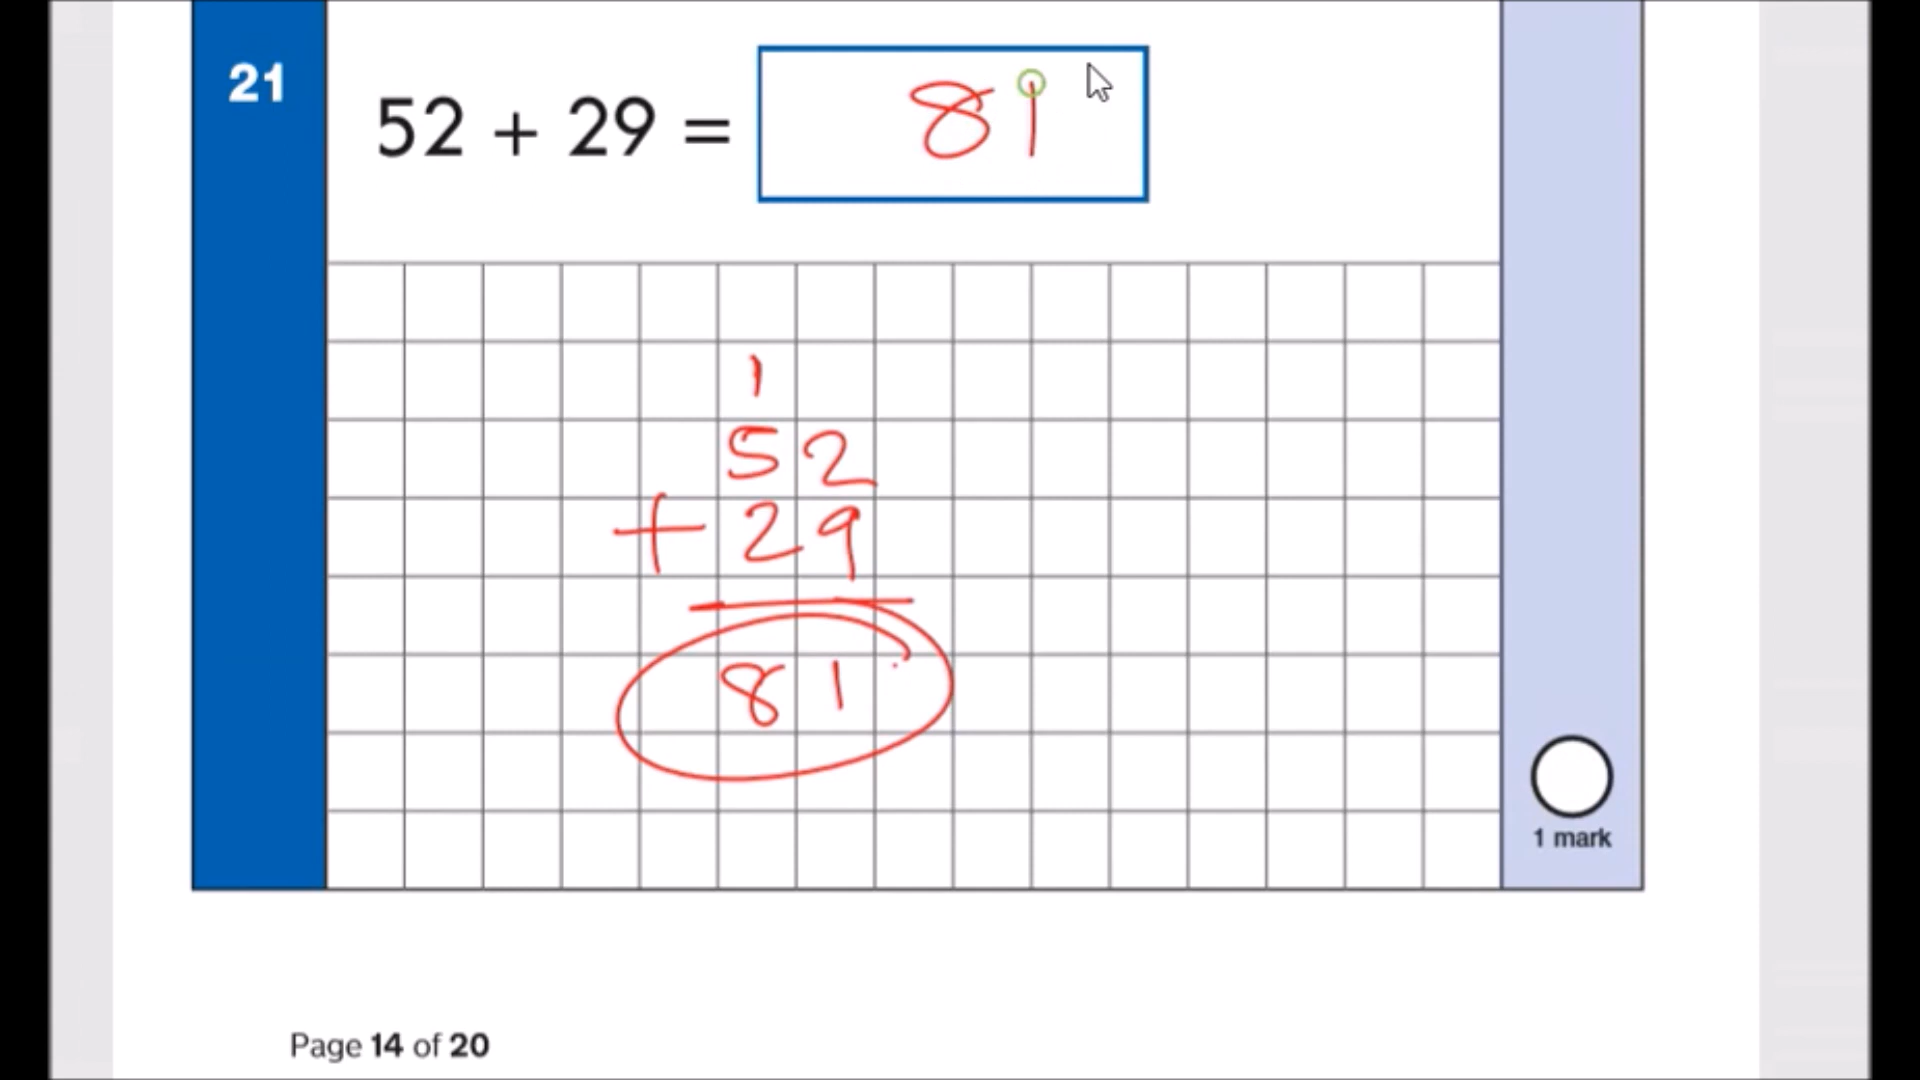 21
52 + 29 = 81
1
52
+ 29
81
1 mark
Page 14 of 20